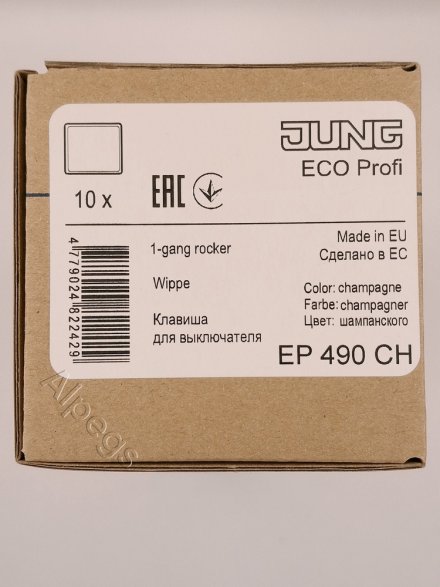 JUNG
ECO Profi
10 x
EAC
4 779024 822429
1-gang rocker
Wippe
Клавиша
для выключателя
Made in EU
Сделано в ЕС
Color: champagne
Farbe: champagner
Цвет: шампанского
EP 490 CH
Alpegs